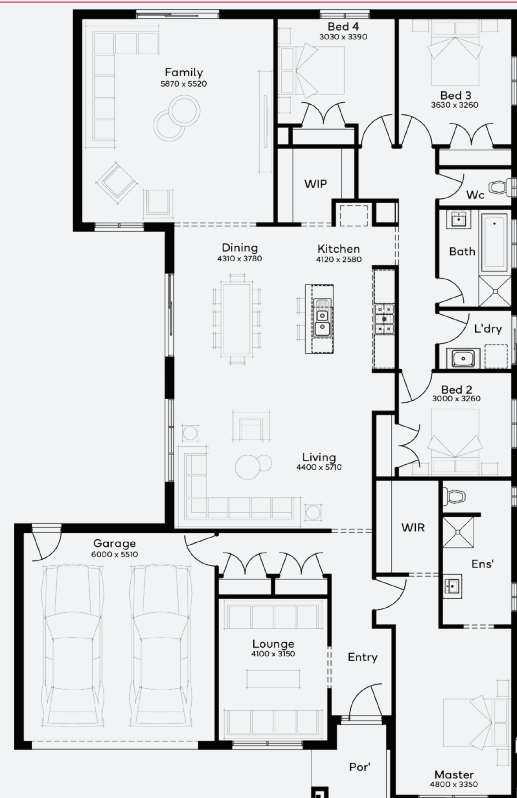 Bed 4
3030 x 3390
Family
5870 x 5520
Bed 3
3630 x 3260
WIP
Wc
Dining
4310 x 3780
Kitchen
4120 x 2580
Bath
L'dry
Bed 2
3000 x 3260
Living
4400 x 5710
WIR
Ens'
Garage
6000 x 5510
Lounge
4100 x 3150
Entry
Por'
Master
4800 x 3350